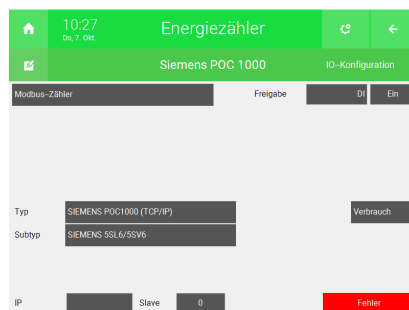 10:27
Do, 7. Okt.
Energiezähler
Siemens POC 1000
IO-Konfiguration
Modbus-Zähler
Freigabe
DI
Ein
Typ
SIEMENS POC1000 (TCP/IP)
Verbrauch
Subtyp
SIEMENS 5SL6/5SV6
IP
Slave
0
Fehler